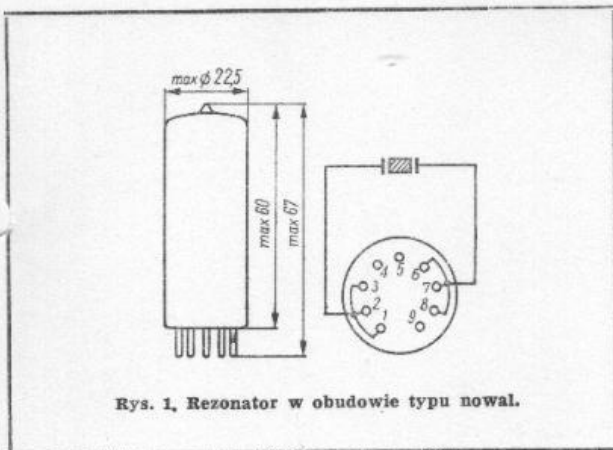 max φ 22,5
max 60
max 67
4 5 6
3 7
2 8
1 9
Rys. 1, Rezonator w obudowie typu nowal.